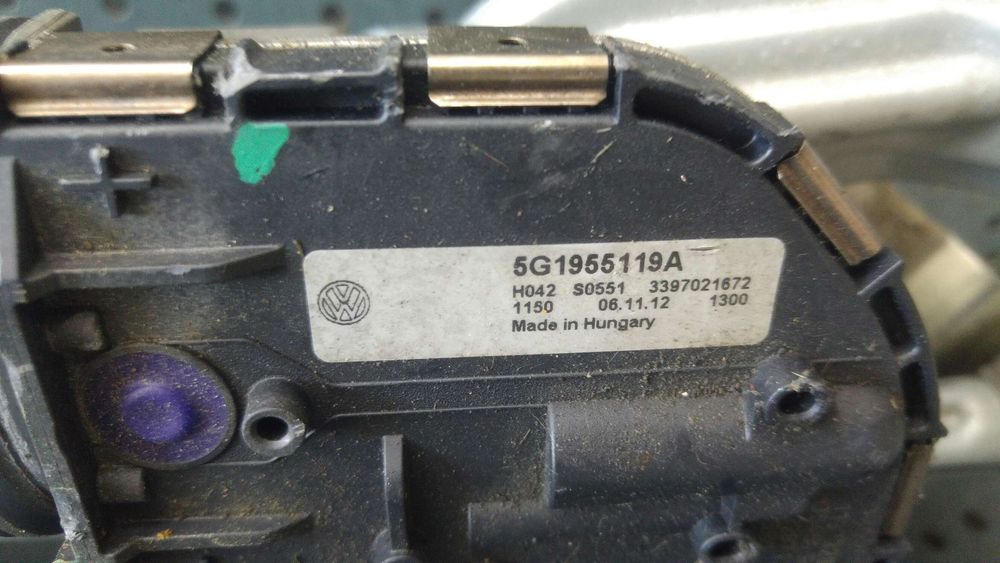 5G1955119A
H042 S0551 3397021672
1150 06.11.12 1300
Made in Hungary